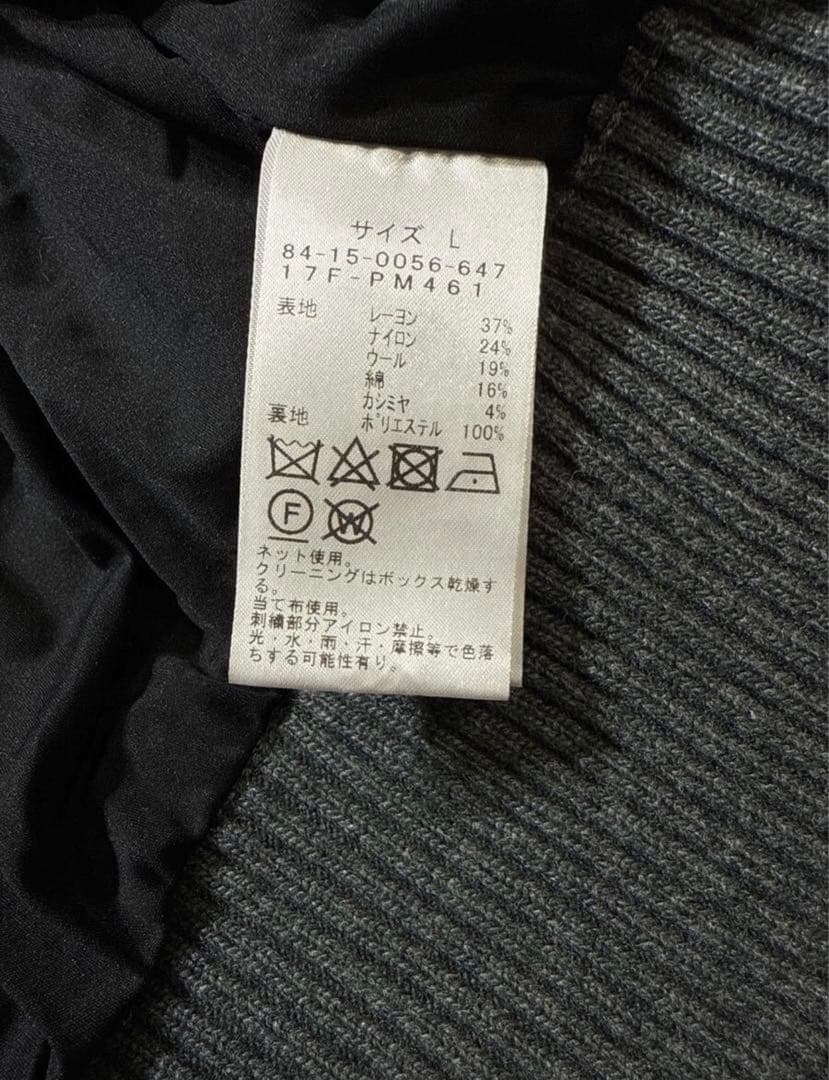 サイズ L
84-15-0056-647
17F-PM461
表地 レーヨン 37%
ナイロン 24%
ウール 19%
綿 16%
カシミヤ 4%
裏地 ポリエステル 100%
F W
ネット使用。
クリーニングはボックス乾燥す
る。
当て布使用。
刺繍部分アイロン禁止。
光・水・雨・汗・摩擦等で色落
ちする可能性有り。